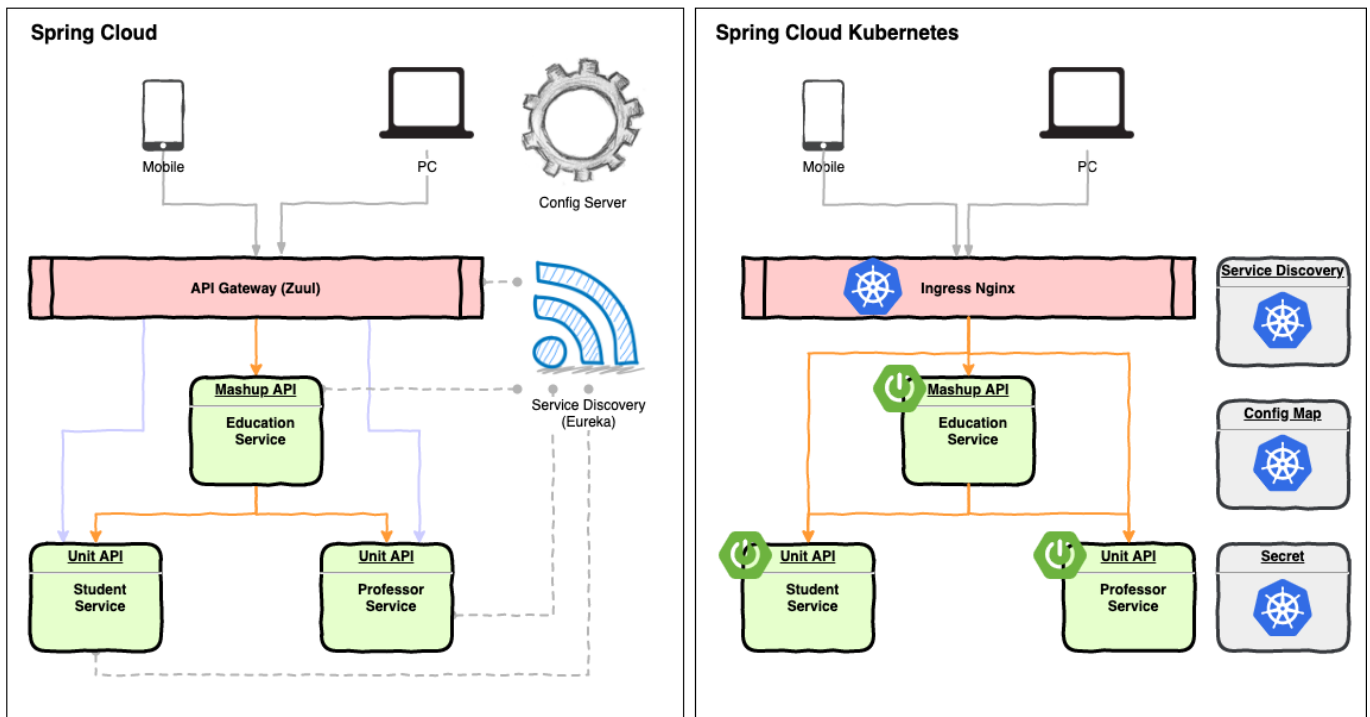 Spring Cloud
Mobile
PC
Config Server
API Gateway (Zuul)
Mashup API
Education
Service
Service Discovery
(Eureka)
Unit API
Student
Service
Unit API
Professor
Service
Spring Cloud Kubernetes
Mobile
PC
Ingress Nginx
Service Discovery
Mashup API
Education
Service
Config Map
Unit API
Student
Service
Unit API
Professor
Service
Secret